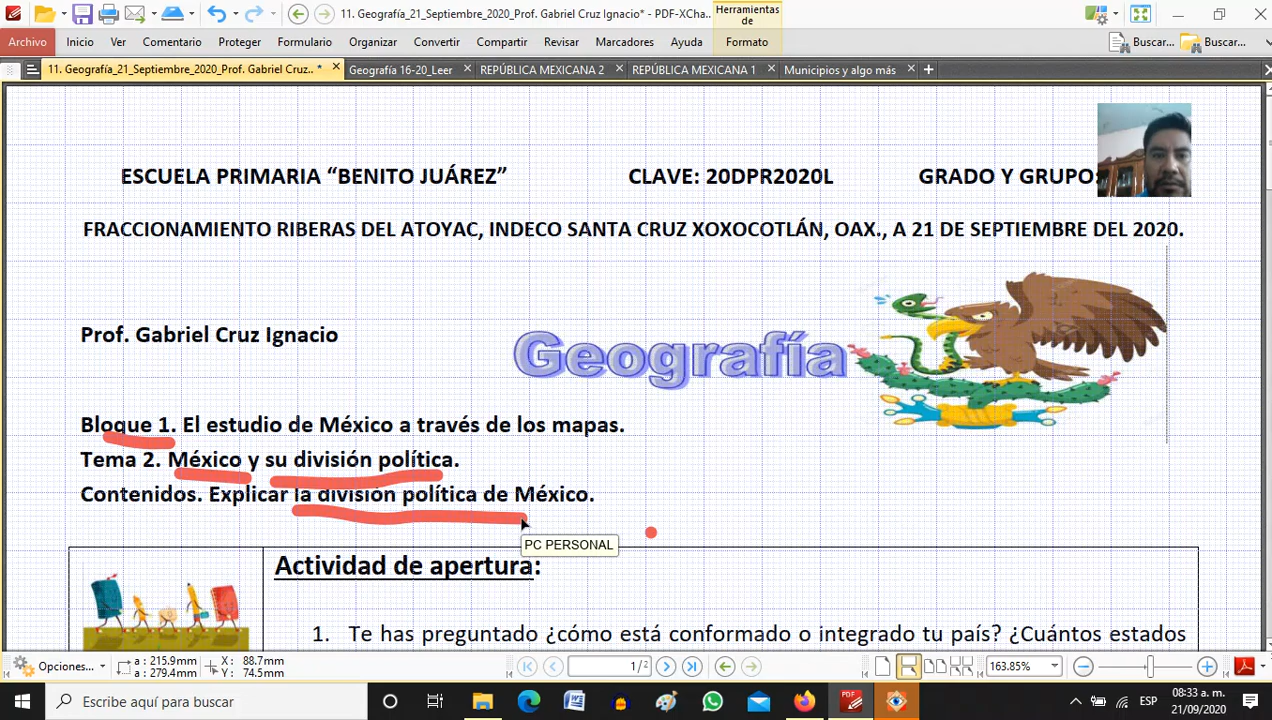 11. Geografía_21_Septiembre_2020_Prof. Gabriel Cruz Ignacio* - PDF-XCha...
Herramientas de
Archivo Inicio Ver Comentario Proteger Formulario Organizar Convertir Compartir Revisar Marcadores Ayuda Formato Buscar... Buscar...
11. Geografía_21_Septiembre_2020_Prof. Gabriel Cruz.. * Geografía 16-20_Leer REPÚBLICA MEXICANA 2 REPÚBLICA MEXICANA 1 Municipios y algo más
ESCUELA PRIMARIA “BENITO JUÁREZ” CLAVE: 20DPR2020L GRADO Y GRUPO:
FRACCIONAMIENTO RIBERAS DEL ATOYAC, INDECO SANTA CRUZ XOXOCOTLÁN, OAX., A 21 DE SEPTIEMBRE DEL 2020.
Prof. Gabriel Cruz Ignacio
Geografía
Bloque 1. El estudio de México a través de los mapas.
Tema 2. México y su división política.
Contenidos. Explicar la división política de México.
PC PERSONAL
Actividad de apertura:
1. Te has preguntado ¿cómo está conformado o integrado tu país? ¿Cuántos estados
Opciones... a : 215.9mm X : 88.7mm 1/2 163.85%
a : 279.4mm Y : 74.5mm
Escribe aquí para buscar ESP 08:33 a. m.
21/09/2020